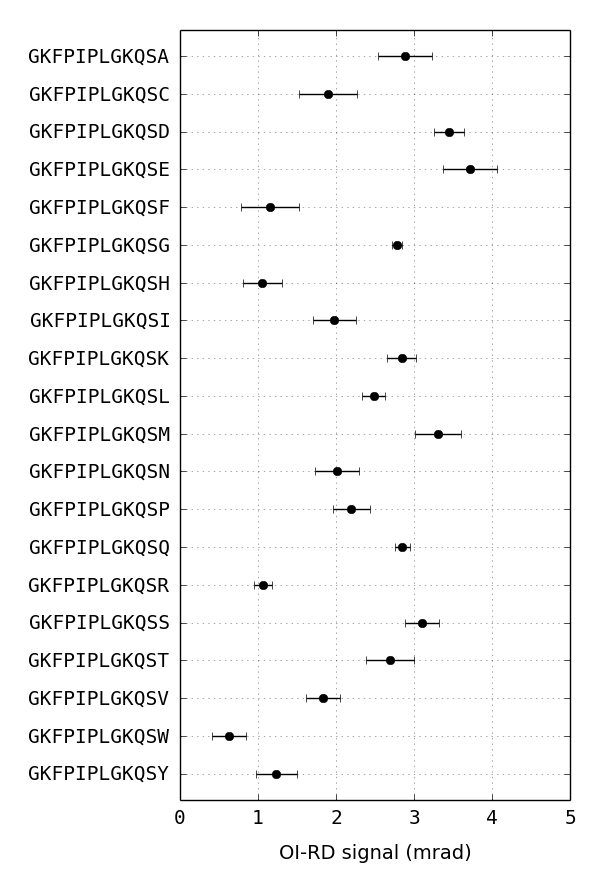 GKFPIPLGKQSA
GKFPIPLGKQSC
GKFPIPLGKQSD
GKFPIPLGKQSE
GKFPIPLGKQSF
GKFPIPLGKQSG
GKFPIPLGKQSH
GKFPIPLGKQSI
GKFPIPLGKQSK
GKFPIPLGKQSL
GKFPIPLGKQSM
GKFPIPLGKQSN
GKFPIPLGKQSP
GKFPIPLGKQSQ
GKFPIPLGKQSR
GKFPIPLGKQSS
GKFPIPLGKQST
GKFPIPLGKQSV
GKFPIPLGKQSW
GKFPIPLGKQSY
0 1 2 3 4 5
OI-RD signal (mrad)